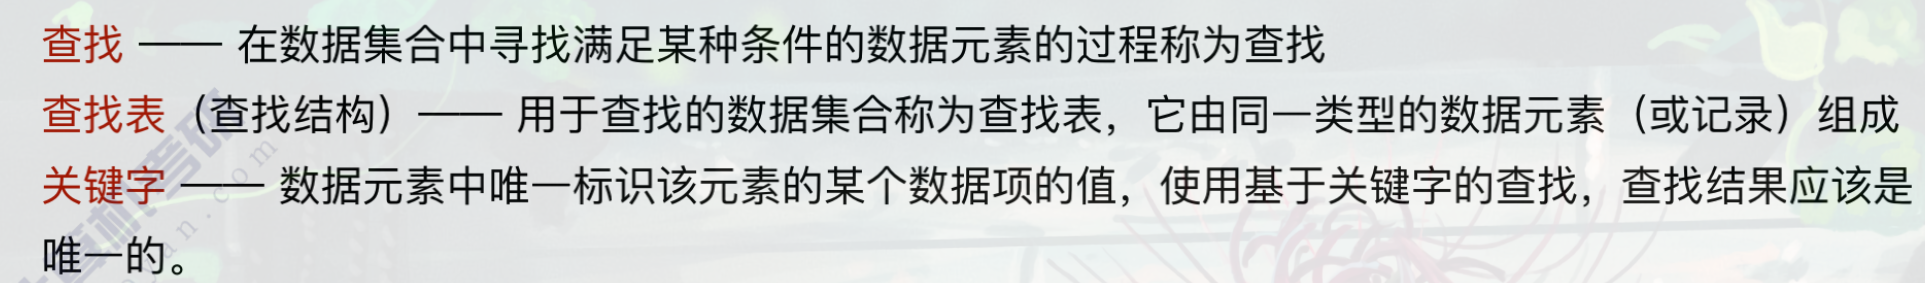 查找 —— 在数据集合中寻找满足某种条件的数据元素的过程称为查找
查找表（查找结构）—— 用于查找的数据集合称为查找表，它由同一类型的数据元素（或记录）组成
关键字 —— 数据元素中唯一标识该元素的某个数据项的值，使用基于关键字的查找，查找结果应该是
唯一的。